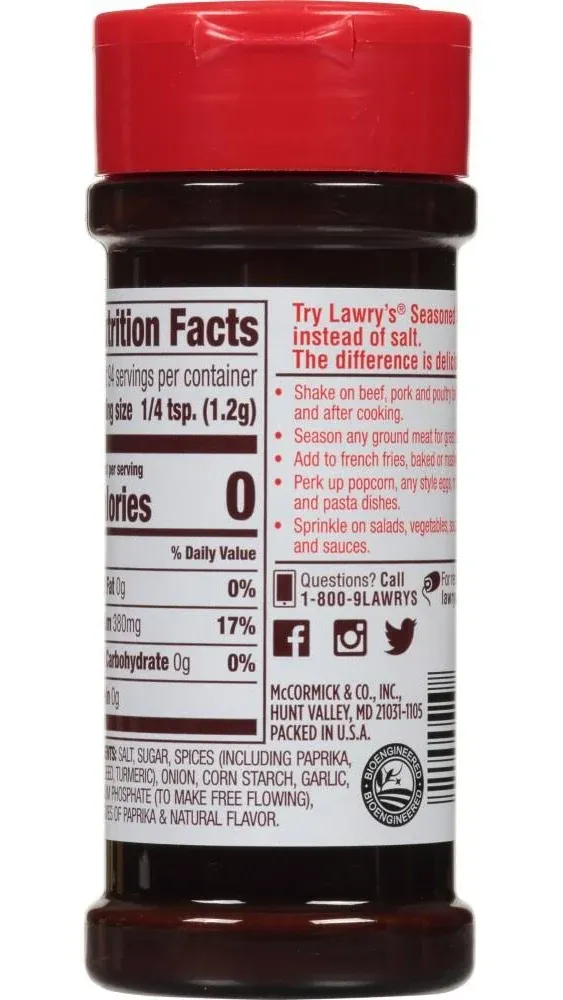 trition Facts
94 servings per container
ng size 1/4 tsp. (1.2g)
per serving
lories 0
% Daily Value
Fat 0g 0%
m 380mg 17%
Carbohydrate 0g 0%
in 0g
NTS: SALT, SUGAR, SPICES (INCLUDING PAPRIKA,
EED, TURMERIC), ONION, CORN STARCH, GARLIC,
M PHOSPHATE (TO MAKE FREE FLOWING),
ES OF PAPRIKA & NATURAL FLAVOR.
Try Lawry's® Seasoned
instead of salt.
The difference is delic
• Shake on beef, pork and poultry
and after cooking.
• Season any ground meat for
• Add to french fries, baked or
• Perk up popcorn, any style eggs,
and pasta dishes.
• Sprinkle on salads, vegetables,
and sauces.
Questions? Call
1-800-9LAWRYS
For
lawry
McCORMICK & CO., INC.,
HUNT VALLEY, MD 21031-1105
PACKED IN U.S.A.
BIOENGINEERED
BIOENGINEERED